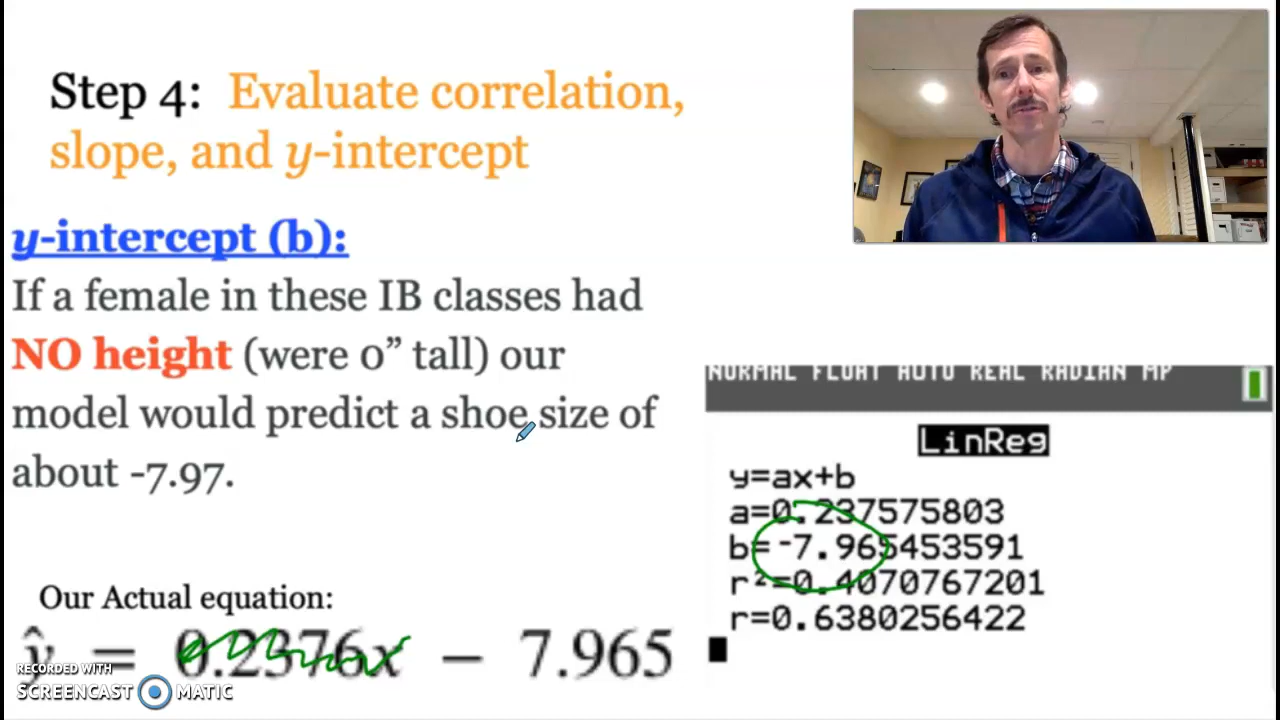 Step 4: Evaluate correlation,
slope, and y-intercept
y-intercept (b):
If a female in these IB classes had
NO height (were 0” tall) our
model would predict a shoe size of
about -7.97.
Our Actual equation:
ŷ = 0.2376x − 7.965
NORMAL FLOAT AUTO REAL RADIAN MP
LinReg
y=ax+b
a=0.237575803
b=-7.965453591
r²=0.4070767201
r=0.6380256422
RECORDED WITH
SCREENCAST MATIC